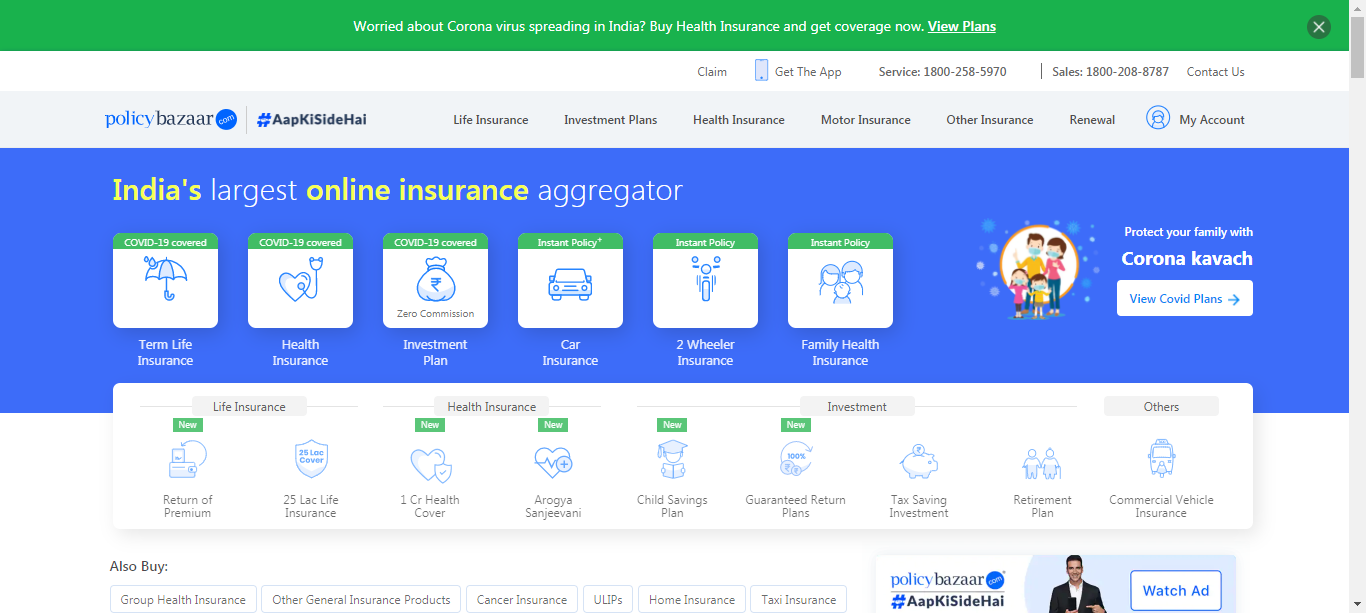 Worried about Corona virus spreading in India? Buy Health Insurance and get coverage now. View Plans
Claim Get The App Service: 1800-258-5970 Sales: 1800-208-8787 Contact Us
policybazaar.com #AapKiSideHai Life Insurance Investment Plans Health Insurance Motor Insurance Other Insurance Renewal My Account
India's largest online insurance aggregator
COVID-19 covered COVID-19 covered COVID-19 covered Instant Policy+ Instant Policy Instant Policy
Zero Commission
Term Life Health Investment Car 2 Wheeler Family Health
Insurance Insurance Plan Insurance Insurance Insurance
Protect your family with
Corona kavach
View Covid Plans
Life Insurance Health Insurance Investment Others
New New New New New
25 Lac
Cover
100%
Return of 25 Lac Life 1 Cr Health Arogya Child Savings Guaranteed Return Tax Saving Retirement Commercial Vehicle
Premium Insurance Cover Sanjeevani Plan Plans Investment Plan Insurance
Also Buy:
Group Health Insurance Other General Insurance Products Cancer Insurance ULIPs Home Insurance Taxi Insurance
policybazaar.com
#AapKiSideHai
Watch Ad